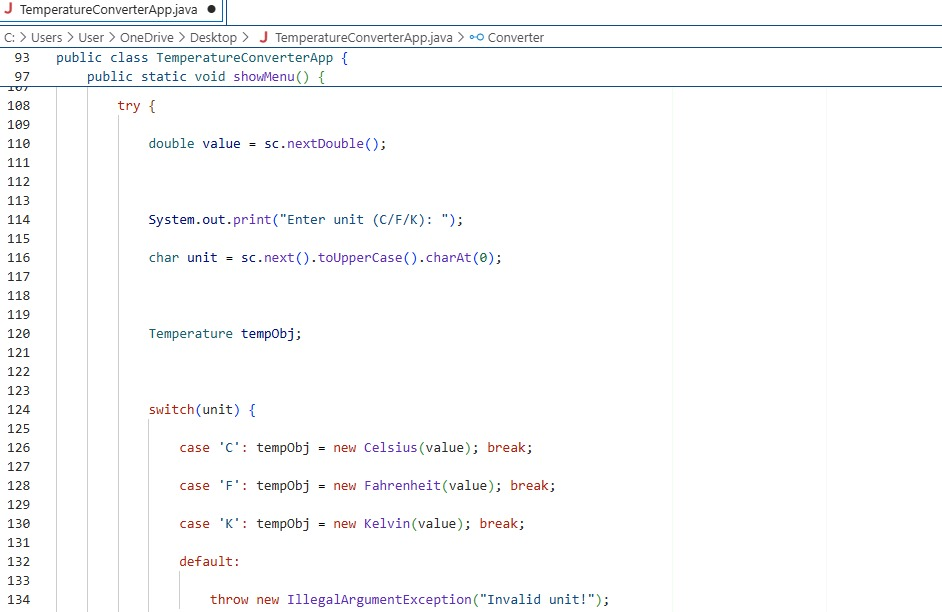 TemperatureConverterApp.java
C: > Users > User > OneDrive > Desktop > TemperatureConverterApp.java > Converter
93 public class TemperatureConverterApp {
97 public static void showMenu() {
107
108 try {
109
110 double value = sc.nextDouble();
111
112
113
114 System.out.print("Enter unit (C/F/K): ");
115
116 char unit = sc.next().toUpperCase().charAt(0);
117
118
119
120 Temperature tempObj;
121
122
123
124 switch(unit) {
125
126 case 'C': tempObj = new Celsius(value); break;
127
128 case 'F': tempObj = new Fahrenheit(value); break;
129
130 case 'K': tempObj = new Kelvin(value); break;
131
132 default:
133
134 throw new IllegalArgumentException("Invalid unit!");